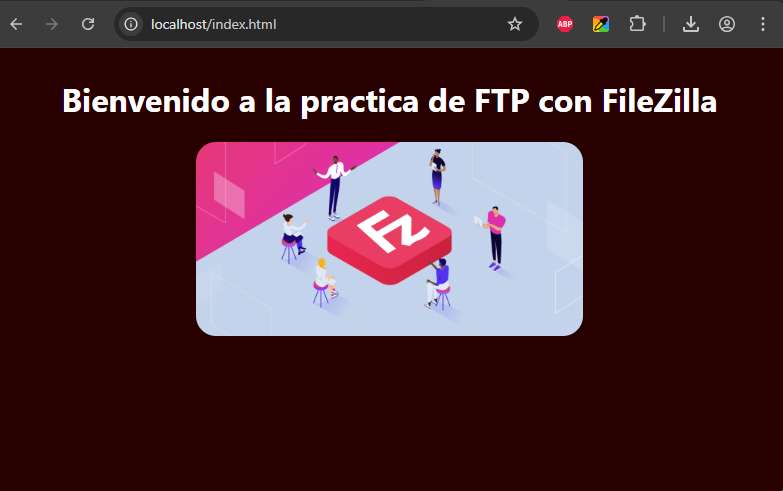 localhost/index.html
ABP
Bienvenido a la practica de FTP con FileZilla
Fz